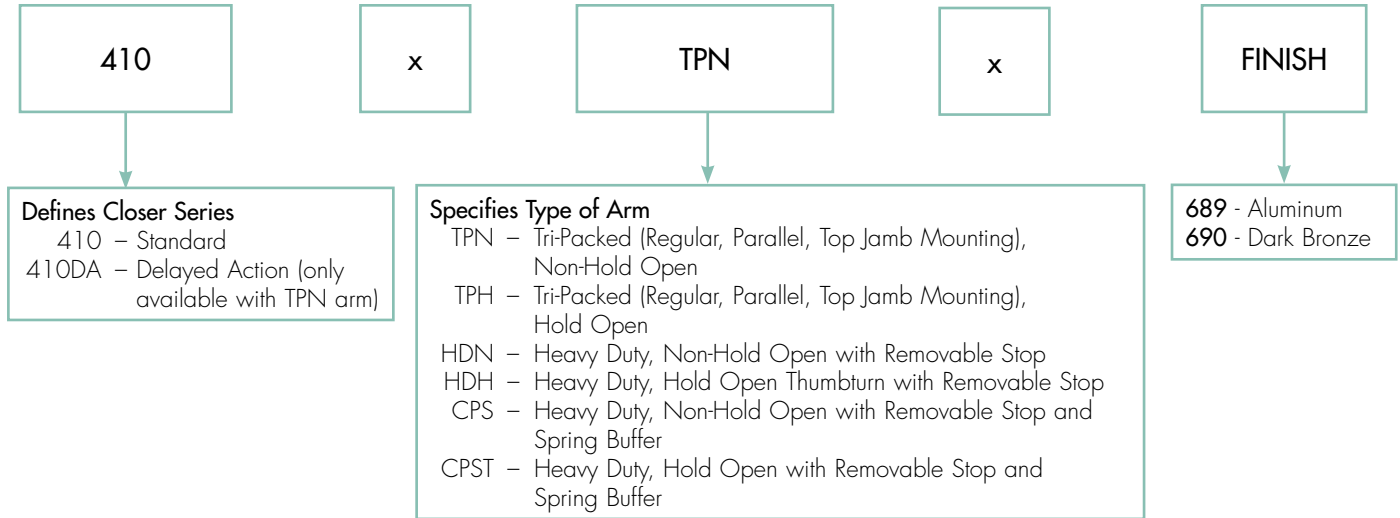 410 x TPN x FINISH
Defines Closer Series
410 – Standard
410DA – Delayed Action (only
available with TPN arm)
Specifies Type of Arm
TPN – Tri-Packed (Regular, Parallel, Top Jamb Mounting),
Non-Hold Open
TPH – Tri-Packed (Regular, Parallel, Top Jamb Mounting),
Hold Open
HDN – Heavy Duty, Non-Hold Open with Removable Stop
HDH – Heavy Duty, Hold Open Thumbturn with Removable Stop
CPS – Heavy Duty, Non-Hold Open with Removable Stop and
Spring Buffer
CPST – Heavy Duty, Hold Open with Removable Stop and
Spring Buffer
689 - Aluminum
690 - Dark Bronze